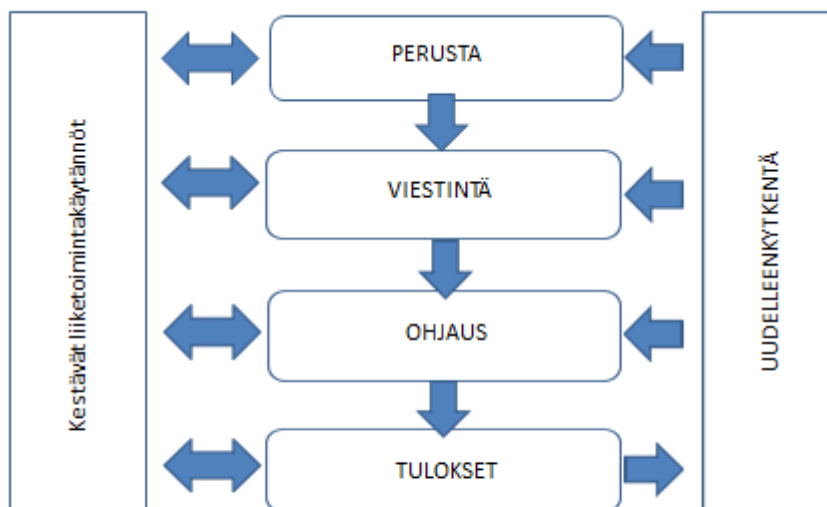 Kestävät liiketoimintakäytännöt
PERUSTA
VIESTINTÄ
OHJAUS
TULOKSET
UUDELLEENKYTKENTÄ